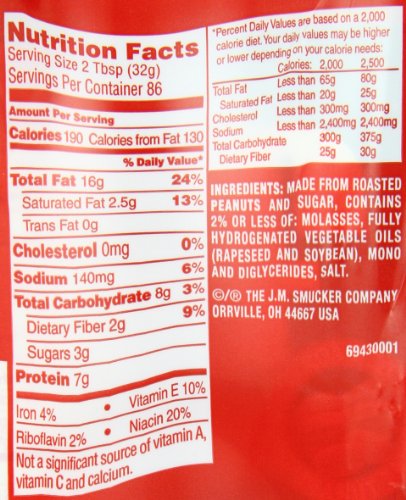 Nutrition Facts
Serving Size 2 Tbsp (32g)
Servings Per Container 86
Amount Per Serving
Calories 190 Calories from Fat 130
% Daily Value*
Total Fat 16g 24%
Saturated Fat 2.5g 13%
Trans Fat 0g
Cholesterol 0mg 0%
Sodium 140mg 6%
Total Carbohydrate 8g 3%
Dietary Fiber 2g 9%
Sugars 3g
Protein 7g
Iron 4% • Vitamin E 10%
Riboflavin 2% • Niacin 20%
Not a significant source of vitamin A,
vitamin C and calcium.
*Percent Daily Values are based on a 2,000
calorie diet. Your daily values may be higher
or lower depending on your calorie needs:
Calories: 2,000 2,500
Total Fat Less than 65g 80g
Saturated Fat Less than 20g 25g
Cholesterol Less than 300mg 300mg
Sodium Less than 2,400mg 2,400mg
Total Carbohydrate 300g 375g
Dietary Fiber 25g 30g
INGREDIENTS: MADE FROM ROASTED
PEANUTS AND SUGAR, CONTAINS
2% OR LESS OF: MOLASSES, FULLY
HYDROGENATED VEGETABLE OILS
(RAPESEED AND SOYBEAN), MONO
AND DIGLYCERIDES, SALT.
©/® THE J.M. SMUCKER COMPANY
ORRVILLE, OH 44667 USA
69430001